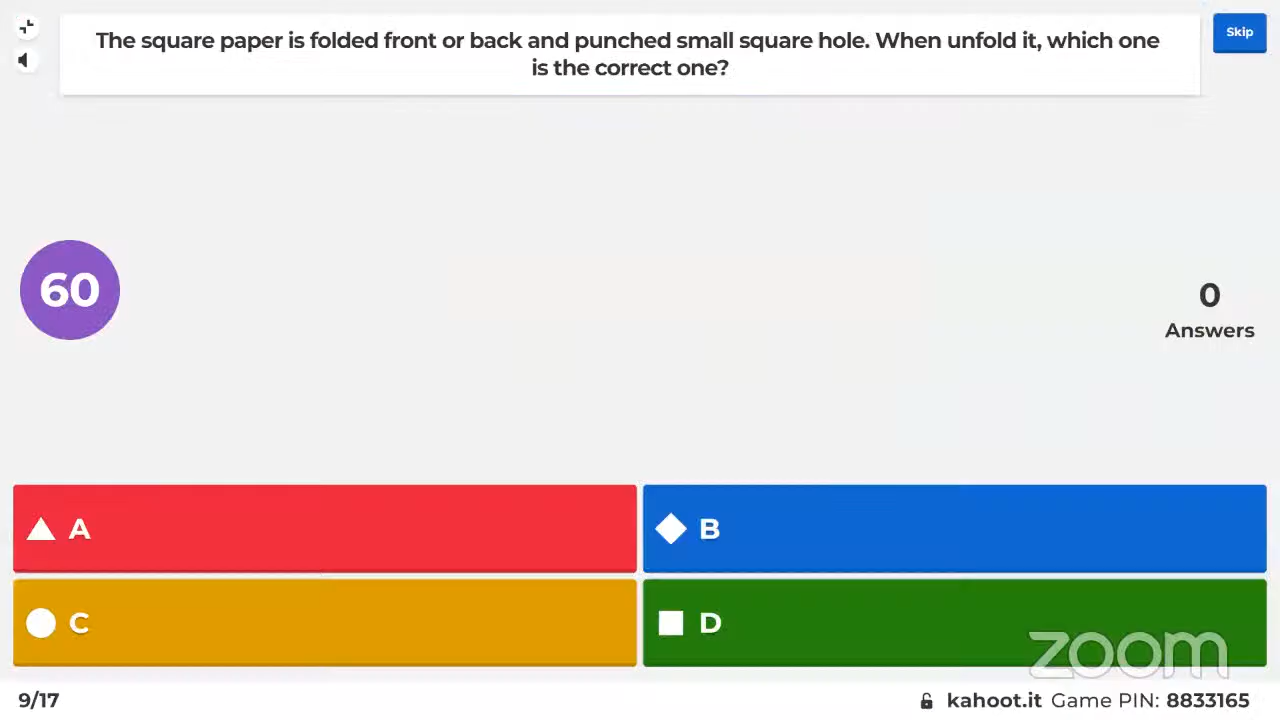 The square paper is folded front or back and punched small square hole. When unfold it, which one
is the correct one?
Skip
60
0
Answers
A
B
C
D
zoom
9/17
kahoot.it Game PIN: 8833165